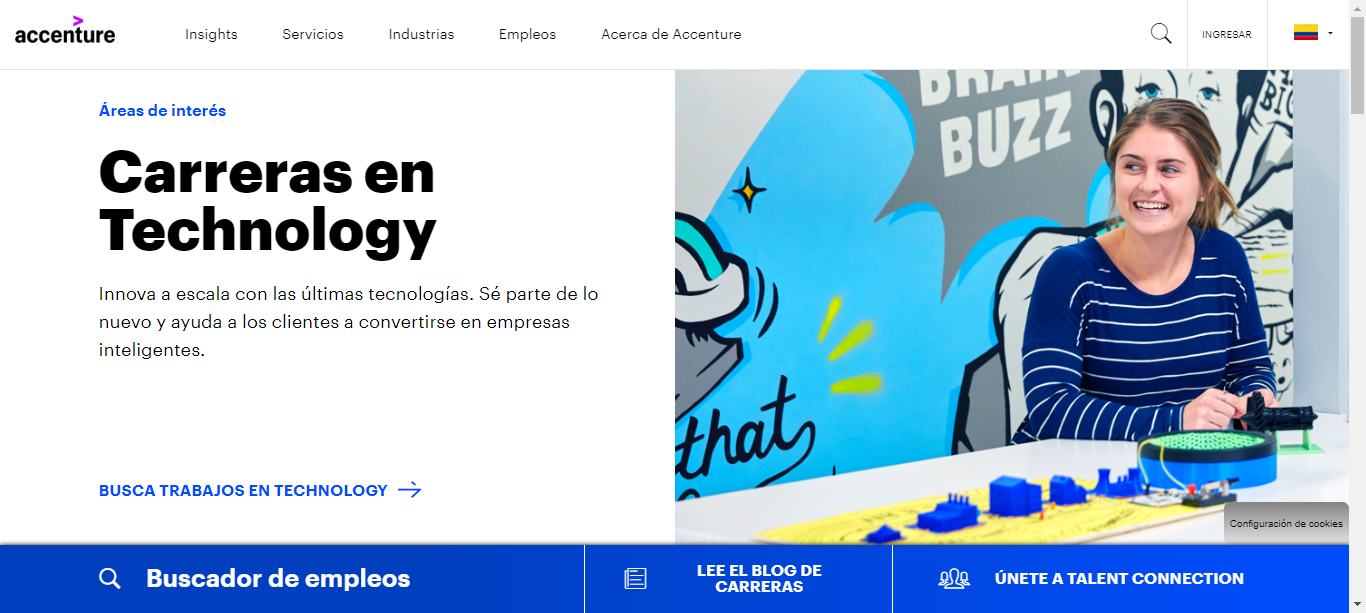 accenture
Insights
Servicios
Industrias
Empleos
Acerca de Accenture
INGRESAR
Áreas de interés
Carreras en
Technology
Innova a escala con las últimas tecnologías. Sé parte de lo
nuevo y ayuda a los clientes a convertirse en empresas
inteligentes.
BUSCA TRABAJOS EN TECHNOLOGY
BRAIN
BUZZ
that
Configuración de cookies
Buscador de empleos
LEE EL BLOG DE
CARRERAS
ÚNETE A TALENT CONNECTION